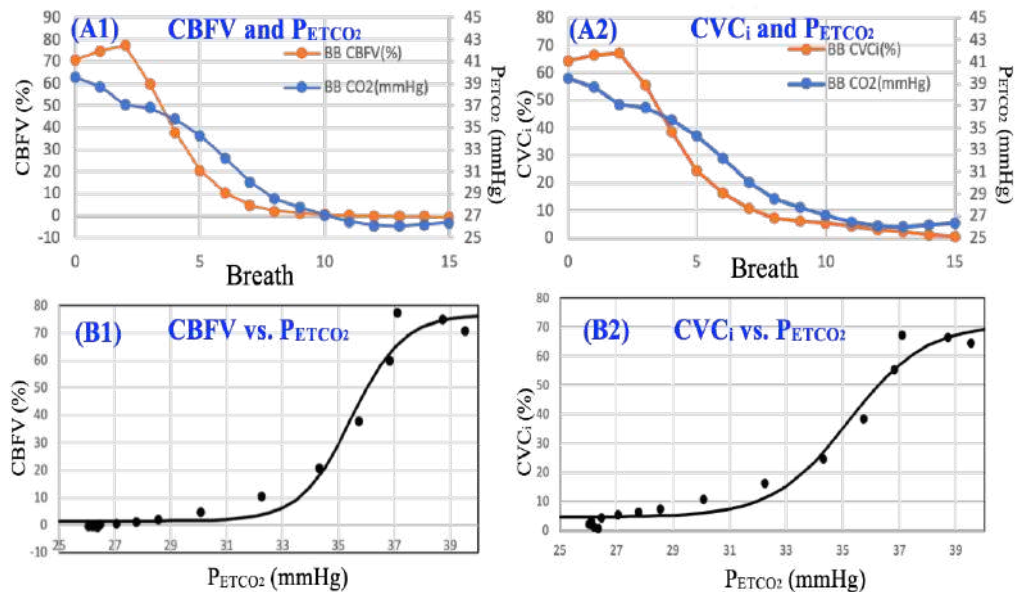 (A1) CBFV and PETCO2
BB CBFV(%)
BB CO2(mmHg)
CBFV (%)
90
80
70
60
50
40
30
20
10
0
-10
45
43
41
39
37
35
33
31
29
27
25
PETCO2 (mmHg)
0 5 10 15
Breath
(A2) CVCi and PETCO2
BB CVCi(%)
BB CO2(mmHg)
CVCi (%)
80
70
60
50
40
30
20
10
0
45
43
41
39
37
35
33
31
29
27
25
PETCO2 (mmHg)
0 5 10 15
Breath
(B1) CBFV vs. PETCO2
CBFV (%)
80
70
60
50
40
30
20
10
0
-10
25 27 29 31 33 35 37 39
PETCO2 (mmHg)
(B2) CVCi vs. PETCO2
CVCi (%)
80
70
60
50
40
30
20
10
0
25 27 29 31 33 35 37 39
PETCO2 (mmHg)